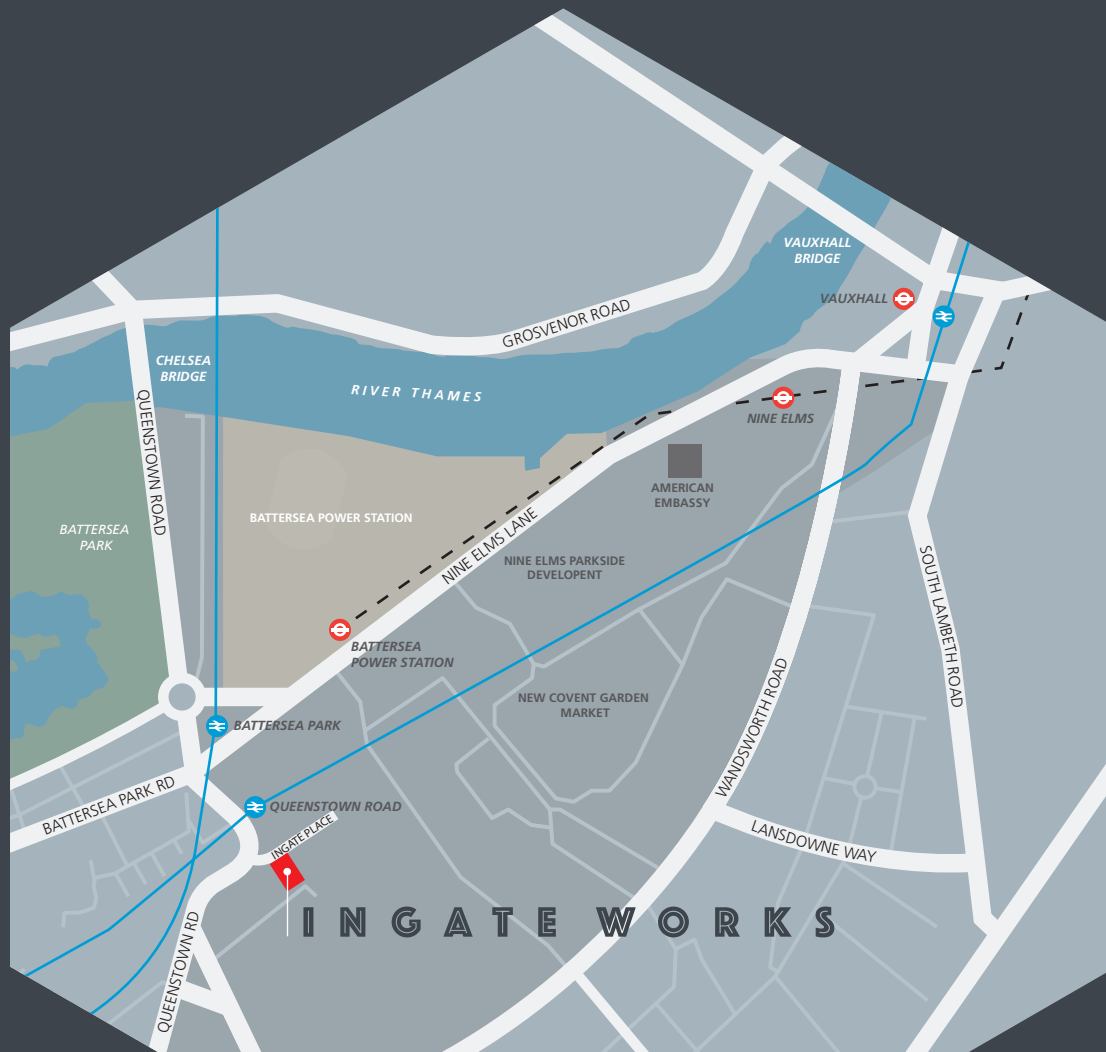 VAUXHALL
BRIDGE
VAUXHALL
GROSVENOR ROAD
CHELSEA
BRIDGE
RIVER THAMES
QUEENSTOWN ROAD
NINE ELMS
AMERICAN
EMBASSY
BATTERSEA
PARK
BATTERSEA POWER STATION
NINE ELMS LANE
NINE ELMS PARKSIDE
DEVELOPENT
SOUTH LAMBETH ROAD
BATTERSEA
POWER STATION
NEW COVENT GARDEN
MARKET
WANDSWORTH ROAD
BATTERSEA PARK
BATTERSEA PARK RD
QUEENSTOWN ROAD
INGATE PLACE
LANSDOWNE WAY
INGATE WORKS
QUEENSTOWN RD